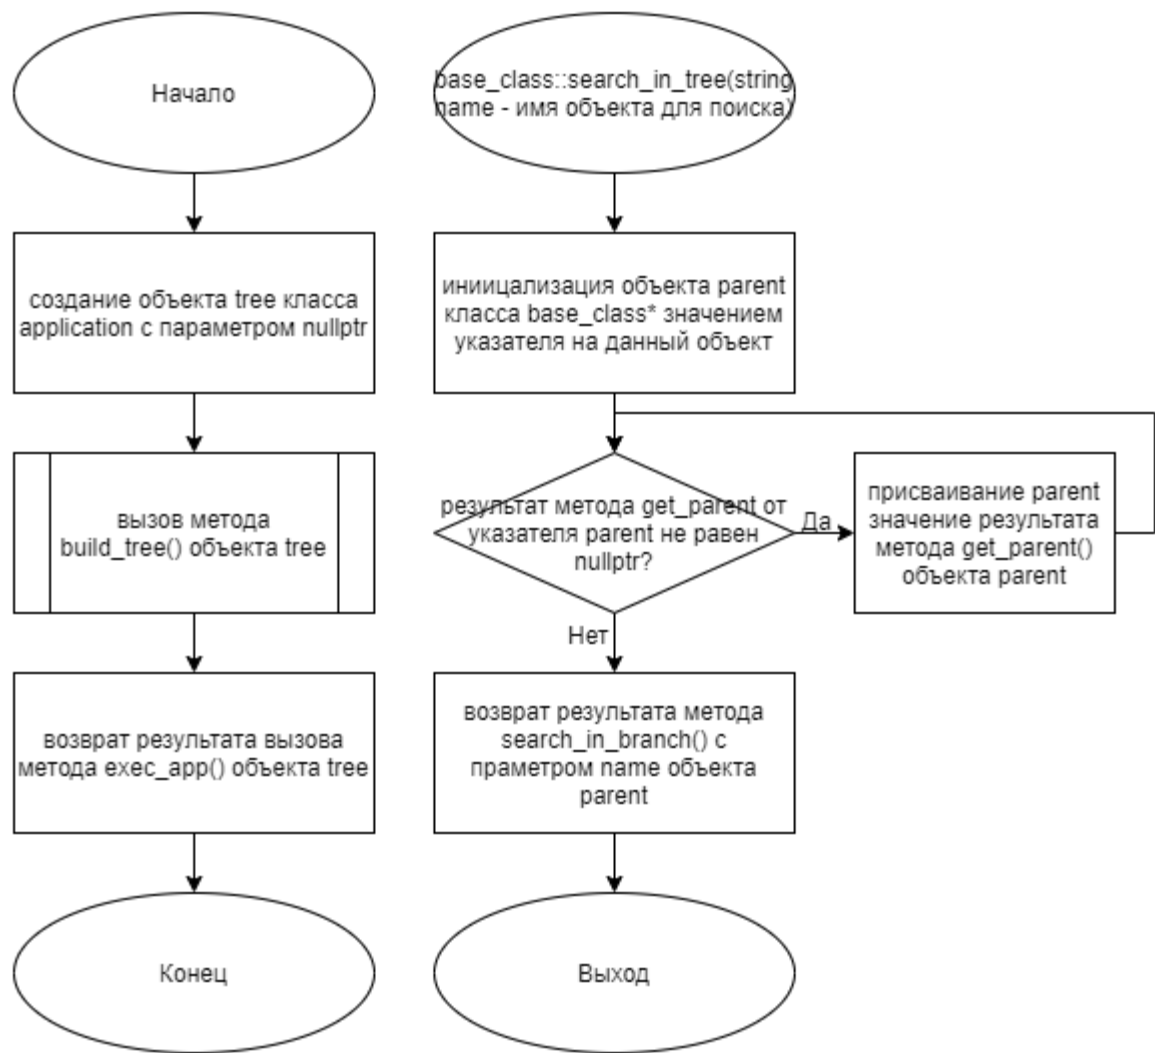 Начало
создание объекта tree класса
application с параметром nullptr
вызов метода
build_tree() объекта tree
возврат результата вызова
метода exec_app() объекта tree
Конец
base_class::search_in_tree(string
name - имя объекта для поиска)
иниицализация объекта parent
класса base_class* значением
указателя на данный объект
результат метода get_parent от
указателя parent не равен
nullptr?
Да
присваивание parent
значение результата
метода get_parent()
объекта parent
Нет
возврат результата метода
search_in_branch() с
праметром name объекта
parent
Выход